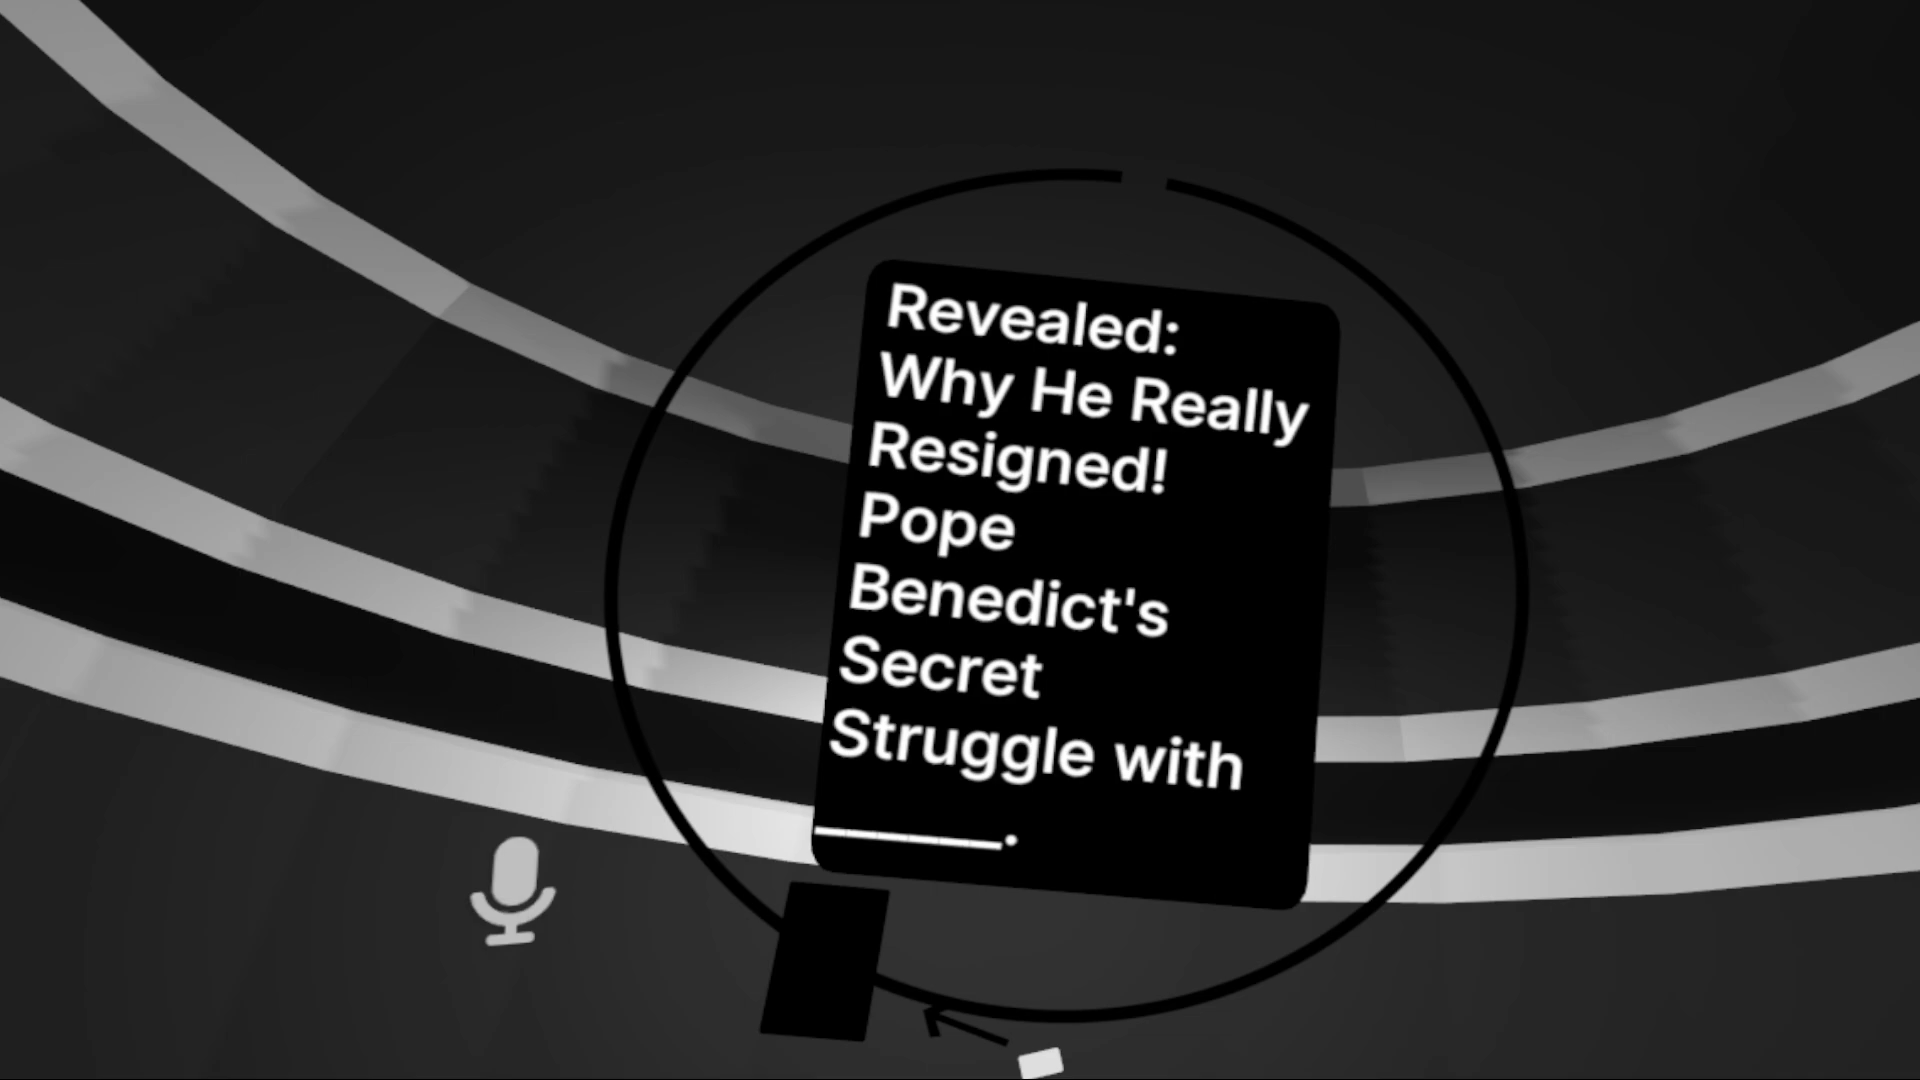 Revealed:
Why He Really
Resigned!
Pope
Benedict's
Secret
Struggle with
______.